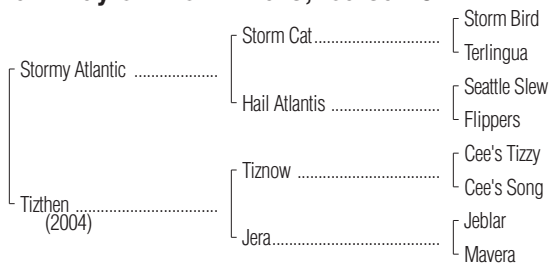 Storm Bird
Storm Cat
Terlingua
Stormy Atlantic
Seattle Slew
Hail Atlantis
Flippers
Cee's Tizzy
Tiznow
Cee's Song
Tizthen
(2004)
Jeblar
Jera
Mavera